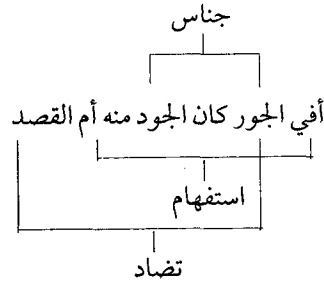 جناس
أفي الجور كان الجود منه أم القصد
استفهام
تضاد